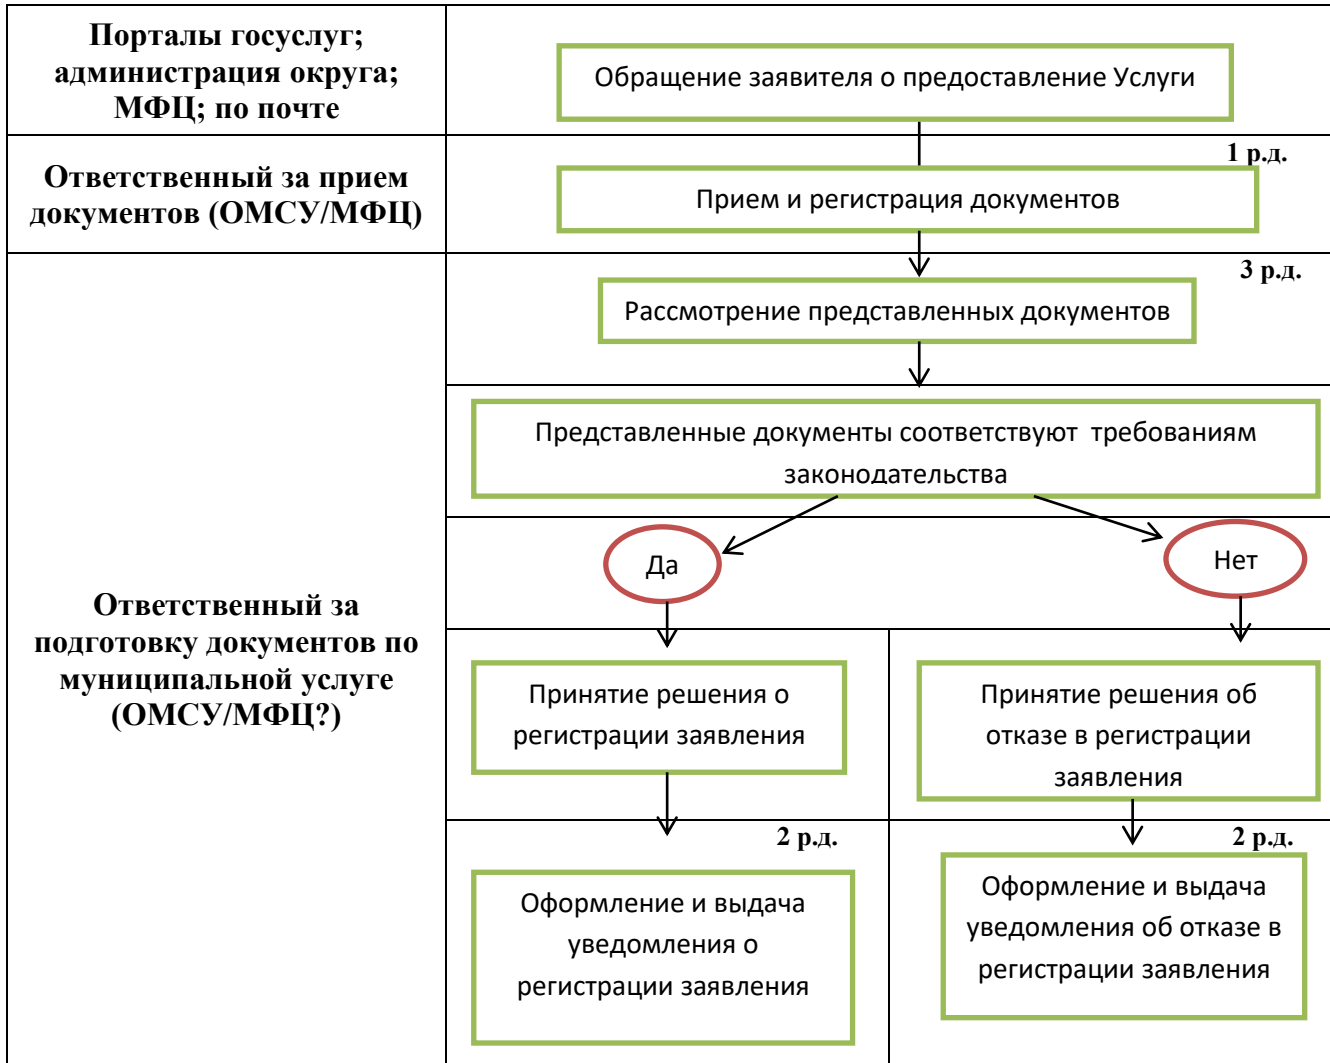 Порталы госуслуг;
администрация округа;
МФЦ; по почте
Обращение заявителя о предоставление Услуги
Ответственный за прием
документов (ОМСУ/МФЦ)
1 р.д.
Прием и регистрация документов
Ответственный за
подготовку документов по
муниципальной услуге
(ОМСУ/МФЦ?)
3 р.д.
Рассмотрение представленных документов
Представленные документы соответствуют требованиям
законодательства
Да
Нет
Принятие решения о
регистрации заявления
Принятие решения об
отказе в регистрации
заявления
2 р.д.
Оформление и выдача
уведомления о
регистрации заявления
2 р.д.
Оформление и выдача
уведомления об отказе в
регистрации заявления